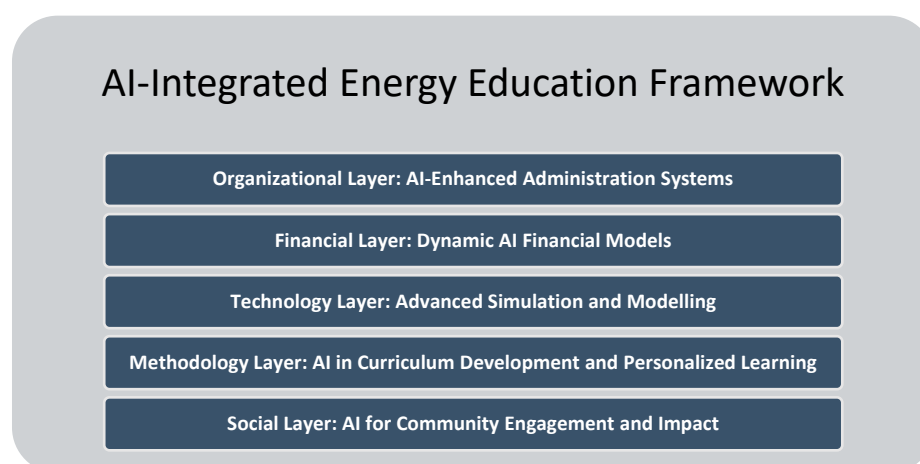 AI-Integrated Energy Education Framework
Organizational Layer: AI-Enhanced Administration Systems
Financial Layer: Dynamic AI Financial Models
Technology Layer: Advanced Simulation and Modelling
Methodology Layer: AI in Curriculum Development and Personalized Learning
Social Layer: AI for Community Engagement and Impact